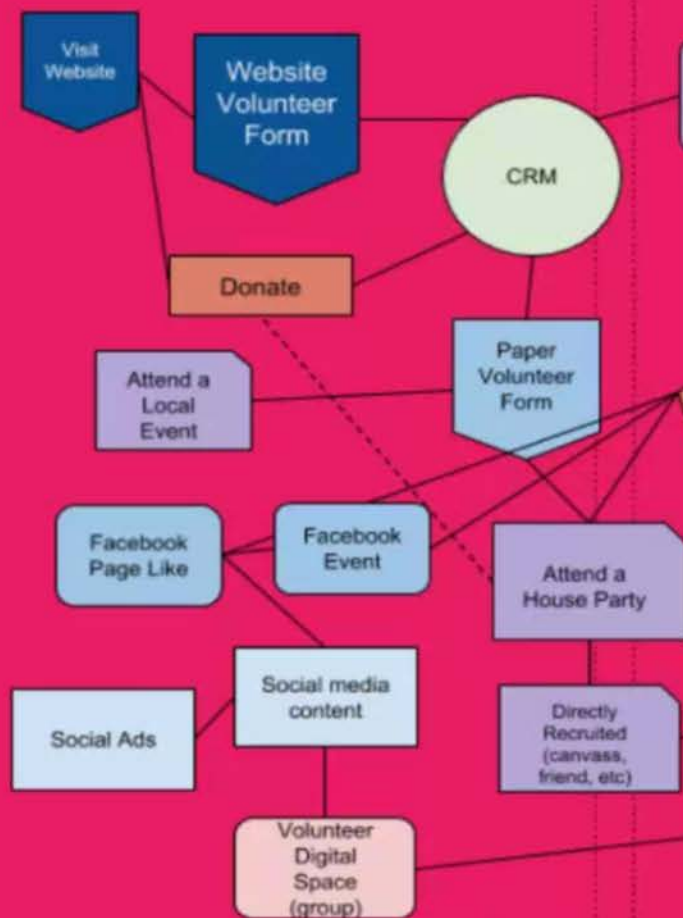 Visit
Website
Website
Volunteer
Form
CRM
Donate
Paper
Volunteer
Form
Attend a
Local
Event
Facebook
Page Like
Facebook
Event
Attend a
House Party
Social media
content
Social Ads
Directly
Recruited
(canvass,
friend, etc)
Volunteer
Digital
Space
(group)